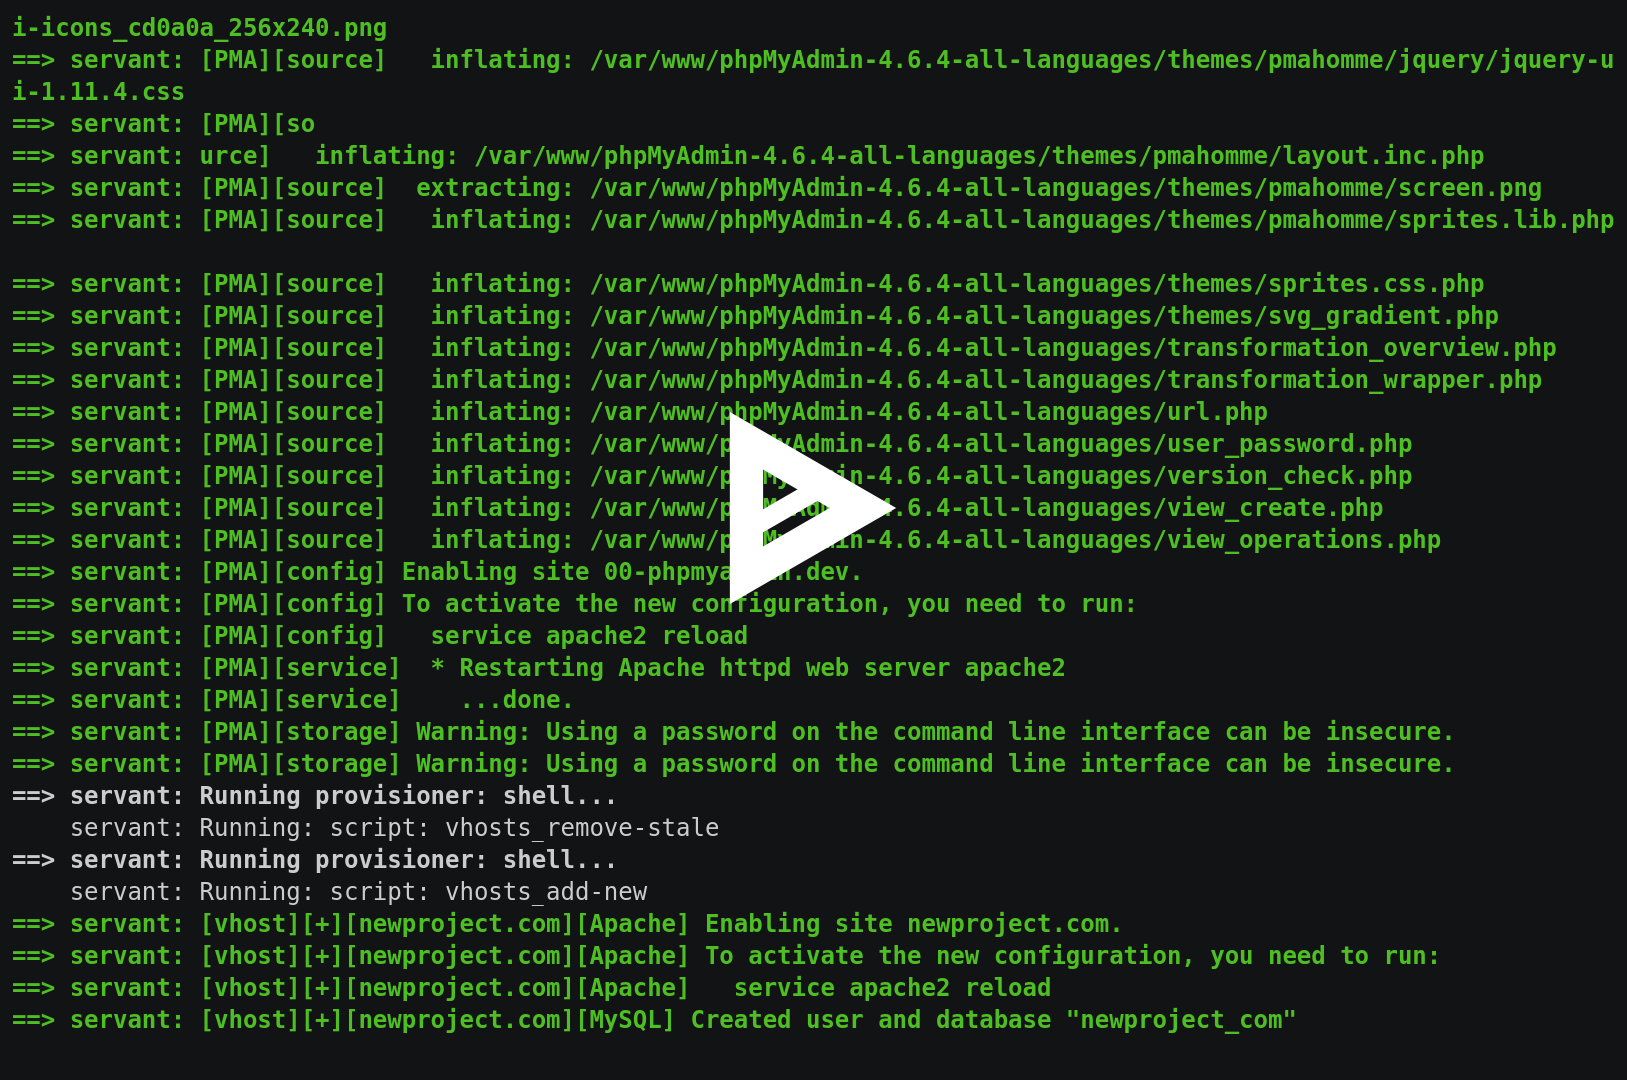 i-icons_cd0a0a_256x240.png
==> servant: [PMA][source]   inflating: /var/www/phpMyAdmin-4.6.4-all-languages/themes/pmahomme/jquery/jquery-u
i-1.11.4.css
==> servant: [PMA][so
==> servant: urce]   inflating: /var/www/phpMyAdmin-4.6.4-all-languages/themes/pmahomme/layout.inc.php
==> servant: [PMA][source]  extracting: /var/www/phpMyAdmin-4.6.4-all-languages/themes/pmahomme/screen.png
==> servant: [PMA][source]   inflating: /var/www/phpMyAdmin-4.6.4-all-languages/themes/pmahomme/sprites.lib.php
==> servant: [PMA][source]   inflating: /var/www/phpMyAdmin-4.6.4-all-languages/themes/sprites.css.php
==> servant: [PMA][source]   inflating: /var/www/phpMyAdmin-4.6.4-all-languages/themes/svg_gradient.php
==> servant: [PMA][source]   inflating: /var/www/phpMyAdmin-4.6.4-all-languages/transformation_overview.php
==> servant: [PMA][source]   inflating: /var/www/phpMyAdmin-4.6.4-all-languages/transformation_wrapper.php
==> servant: [PMA][source]   inflating: /var/www/phpMyAdmin-4.6.4-all-languages/url.php
==> servant: [PMA][source]   inflating: /var/www/phpMyAdmin-4.6.4-all-languages/user_password.php
==> servant: [PMA][source]   inflating: /var/www/phpMyAdmin-4.6.4-all-languages/version_check.php
==> servant: [PMA][source]   inflating: /var/www/phpMyAdmin-4.6.4-all-languages/view_create.php
==> servant: [PMA][source]   inflating: /var/www/phpMyAdmin-4.6.4-all-languages/view_operations.php
==> servant: [PMA][config] Enabling site 00-phpmyadmin.dev.
==> servant: [PMA][config] To activate the new configuration, you need to run:
==> servant: [PMA][config]   service apache2 reload
==> servant: [PMA][service]  * Restarting Apache httpd web server apache2
==> servant: [PMA][service]    ...done.
==> servant: [PMA][storage] Warning: Using a password on the command line interface can be insecure.
==> servant: [PMA][storage] Warning: Using a password on the command line interface can be insecure.
==> servant: Running provisioner: shell...
    servant: Running: script: vhosts_remove-stale
==> servant: Running provisioner: shell...
    servant: Running: script: vhosts_add-new
==> servant: [vhost][+][newproject.com][Apache] Enabling site newproject.com.
==> servant: [vhost][+][newproject.com][Apache] To activate the new configuration, you need to run:
==> servant: [vhost][+][newproject.com][Apache]   service apache2 reload
==> servant: [vhost][+][newproject.com][MySQL] Created user and database "newproject_com"